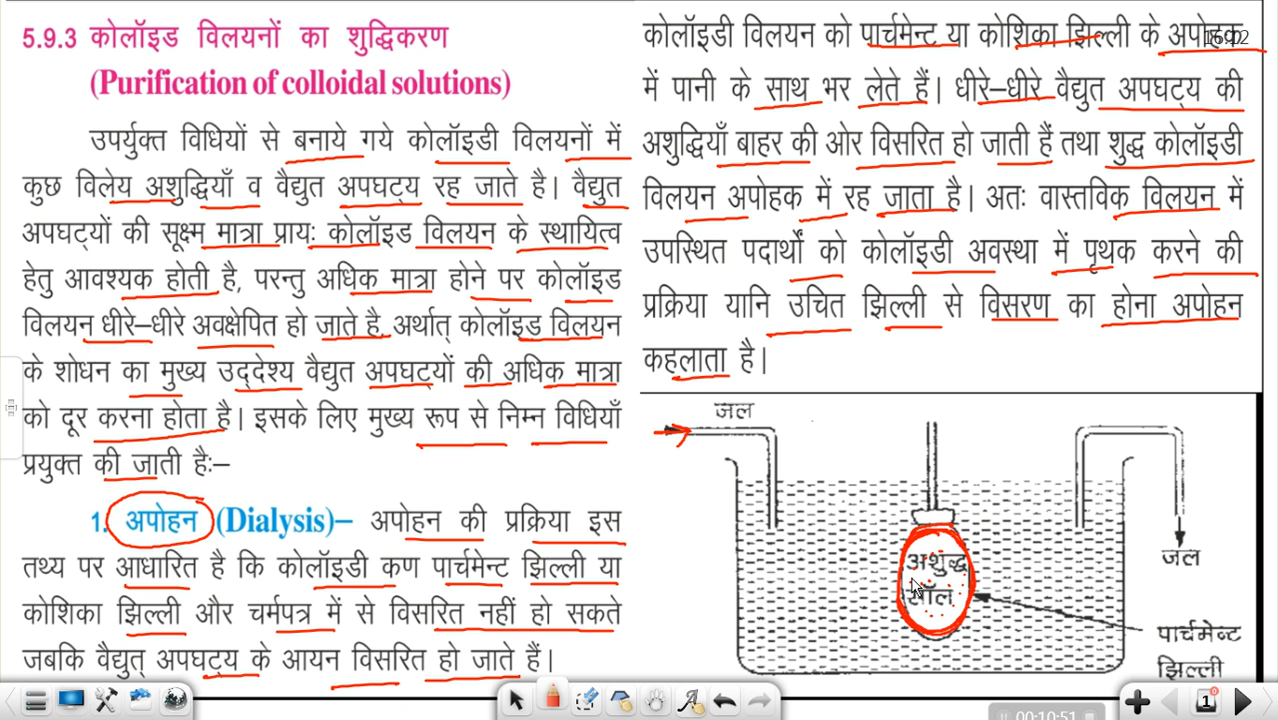 5.9.3 कोलॉइड विलयनों का शुद्धिकरण
(Purification of colloidal solutions)
उपर्युक्त विधियों से बनाये गये कोलॉइडी विलयनों में
कुछ विलेय अशुद्धियाँ व वैद्युत अपघट्य रह जाते है। वैद्युत
अपघट्यों की सूक्ष्म मात्रा प्रायः कोलॉइड विलयन के स्थायित्व
हेतु आवश्यक होती है, परन्तु अधिक मात्रा होने पर कोलॉइड
विलयन धीरे–धीरे अवक्षेपित हो जाते है, अर्थात् कोलॉइड विलयन
के शोधन का मुख्य उद्देश्य वैद्युत अपघट्यों की अधिक मात्रा
को दूर करना होता है। इसके लिए मुख्य रूप से निम्न विधियाँ
प्रयुक्त की जाती हैः–
1. अपोहन (Dialysis)– अपोहन की प्रक्रिया इस
तथ्य पर आधारित है कि कोलॉइडी कण पार्चमेन्ट झिल्ली या
कोशिका झिल्ली और चर्मपत्र में से विसरित नहीं हो सकते
जबकि वैद्युत् अपघट्य के आयन विसरित हो जाते हैं।
कोलॉइडी विलयन को पार्चमेन्ट या कोशिका झिल्ली के अपोहक
में पानी के साथ भर लेते हैं। धीरे–धीरे वैद्युत अपघट्य की
अशुद्धियाँ बाहर की ओर विसरित हो जाती हैं तथा शुद्ध कोलॉइडी
विलयन अपोहक में रह जाता है। अतः वास्तविक विलयन में
उपस्थित पदार्थों को कोलॉइडी अवस्था में पृथक करने की
प्रक्रिया यानि उचित झिल्ली से विसरण का होना अपोहन
कहलाता है।
जल
अशुद्ध
सॉल
जल
पार्चमेन्ट
झिल्ली
1
00:10:51